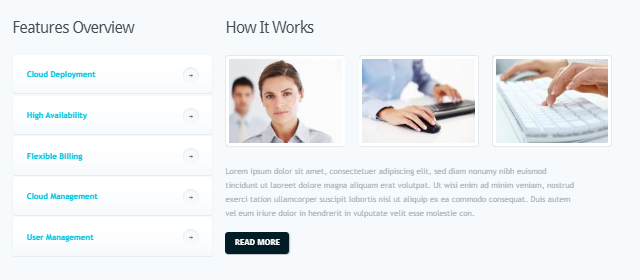 Features Overview
Cloud Deployment
High Availability
Flexible Billing
Cloud Management
User Management
How It Works
Lorem ipsum dolor sit amet, consectetuer adipiscing elit, sed diam nonumy nibh euismod
tincidunt ut laoreet dolore magna aliquam erat volutpat. Ut wisi enim ad minim veniam, nostrud
exerci tation ullamcorper suscipit lobortis nisl ut aliquip ex ea commodo consequat. Duis autem
vel eum iriure dolor in hendrerit in vulputate velit esse molestie con.
READ MORE